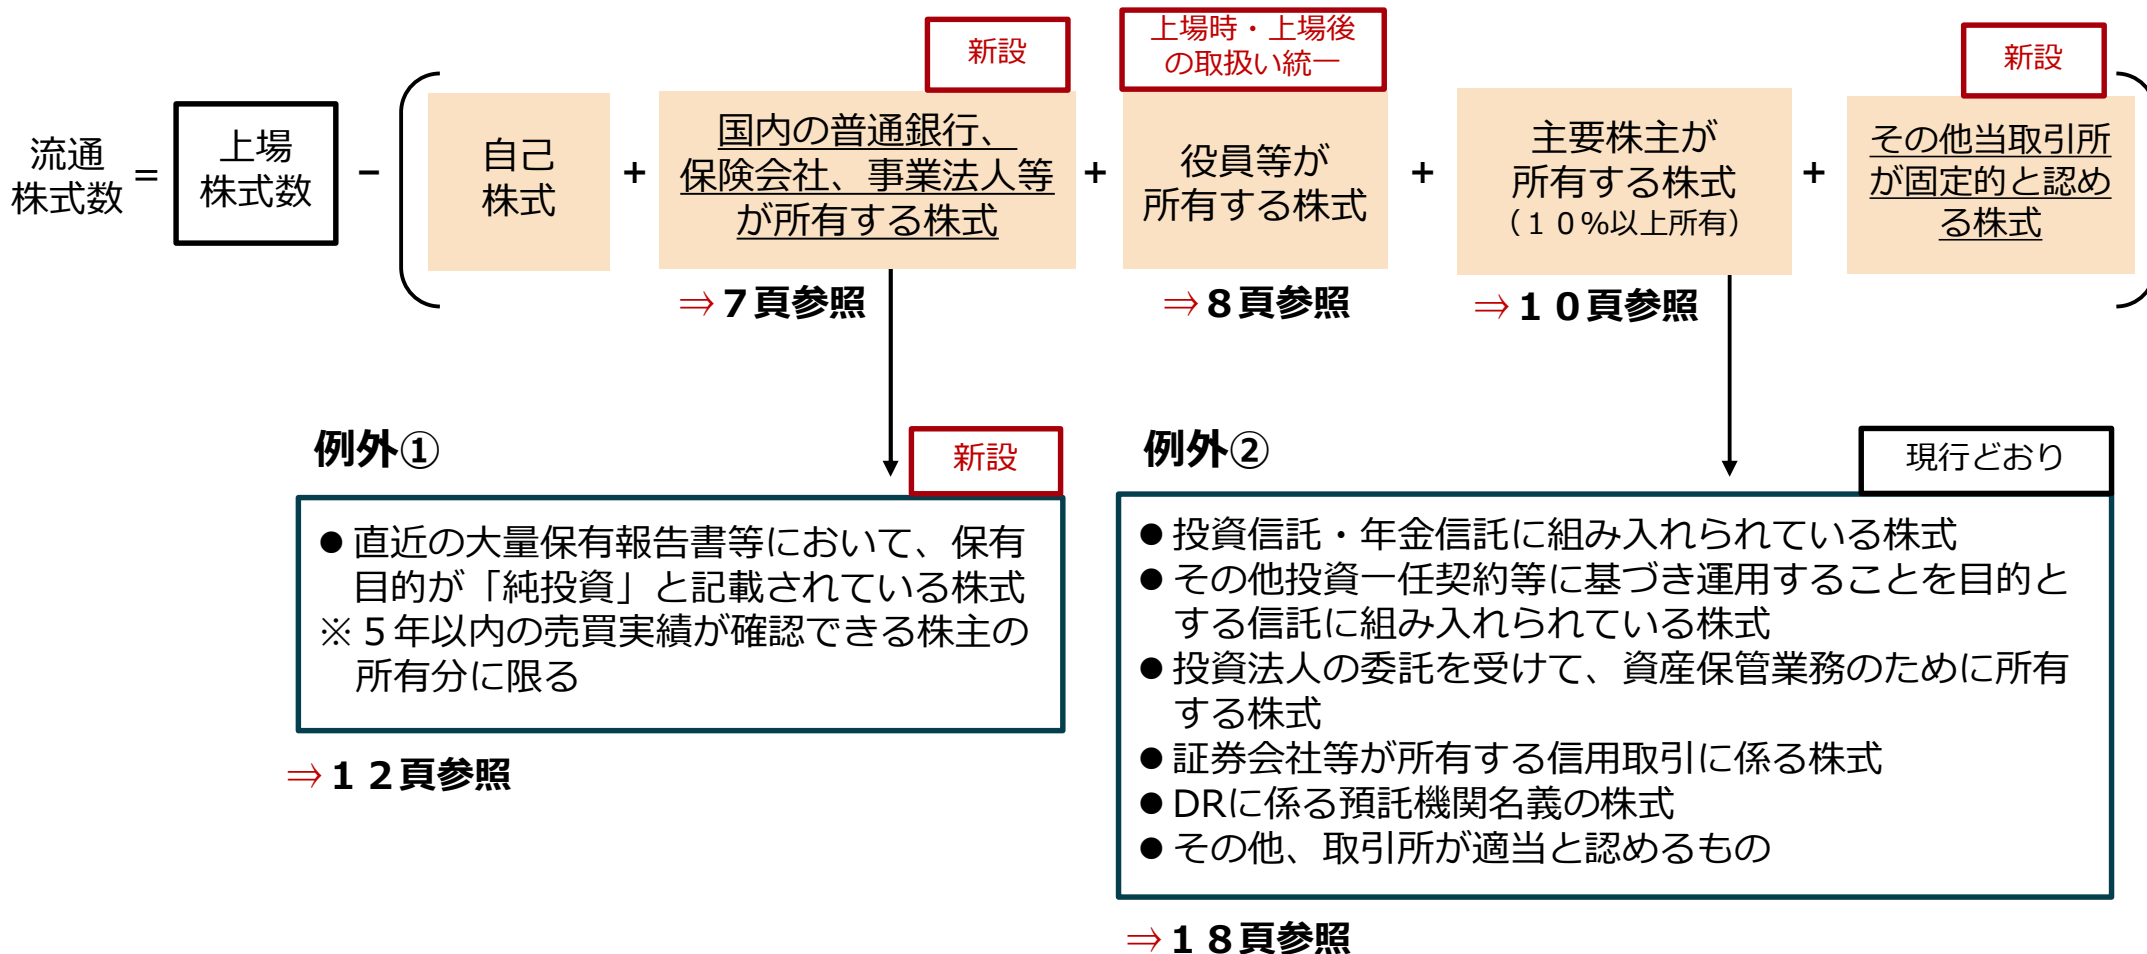 新設
上場時・上場後
の取扱い統一
新設
流通
株式数
=
上場
株式数
－
自己
株式
+
国内の普通銀行、
保険会社、事業法人等
が所有する株式
+
役員等が
所有する株式
+
主要株主が
所有する株式
（１０％以上所有）
+
その他当取引所
が固定的と認め
る株式
⇒７頁参照
⇒８頁参照
⇒１０頁参照
例外①
新設
●直近の大量保有報告書等において、保有
目的が「純投資」と記載されている株式
※５年以内の売買実績が確認できる株主の
所有分に限る
⇒１２頁参照
例外②
現行どおり
●投資信託・年金信託に組み入れられている株式
●その他投資一任契約等に基づき運用することを目的と
する信託に組み入れられている株式
●投資法人の委託を受けて、資産保管業務のために所有
する株式
●証券会社等が所有する信用取引に係る株式
●DRに係る預託機関名義の株式
●その他、取引所が適当と認めるもの
⇒１８頁参照